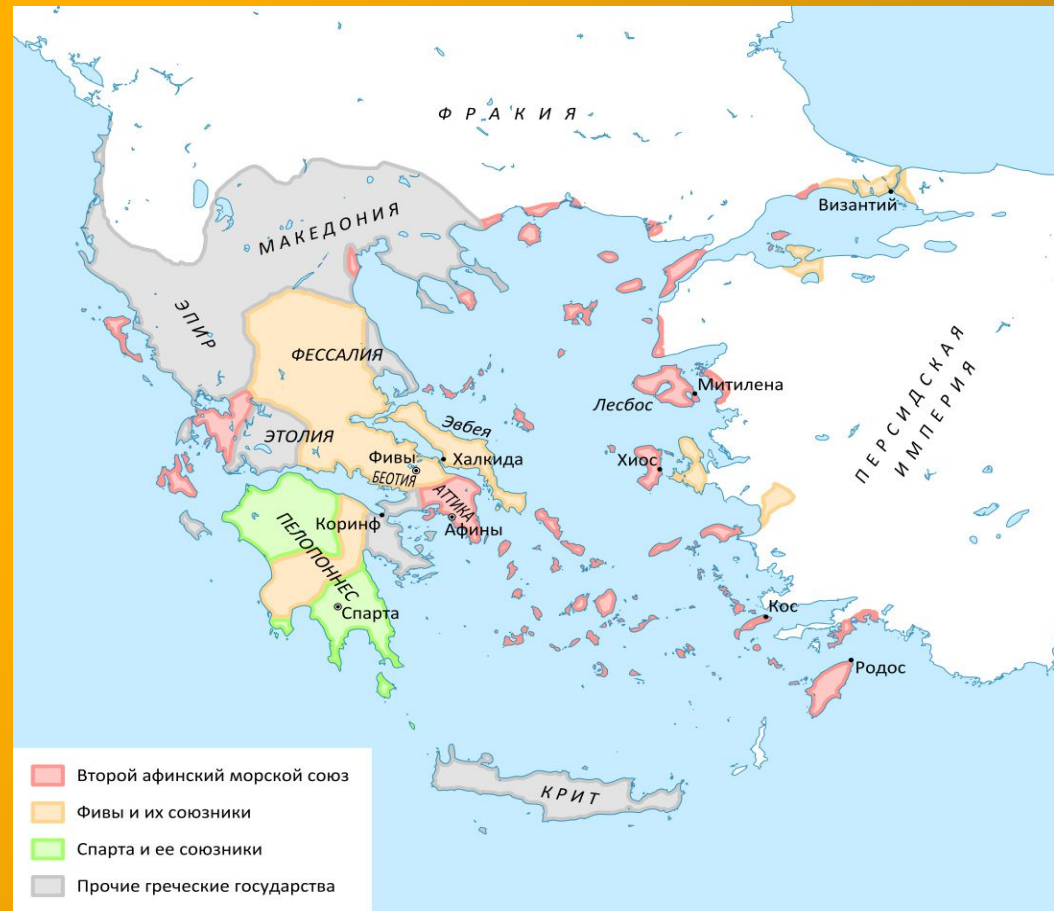 ФРАКИЯ
Византий
МАКЕДОНИЯ
ЭПИР
ФЕССАЛИЯ
Митилена
Лесбос
ПЕРСИДСКАЯ
ИМПЕРИЯ
Эвбея
ЭТОЛИЯ
Фивы
Халкида
БЕОТИЯ
Хиос
АТТИКА
Коринф
Афины
ПЕЛОПОННЕС
Спарта
Кос
Родос
КРИТ
Второй афинский морской союз
Фивы и их союзники
Спарта и ее союзники
Прочие греческие государства